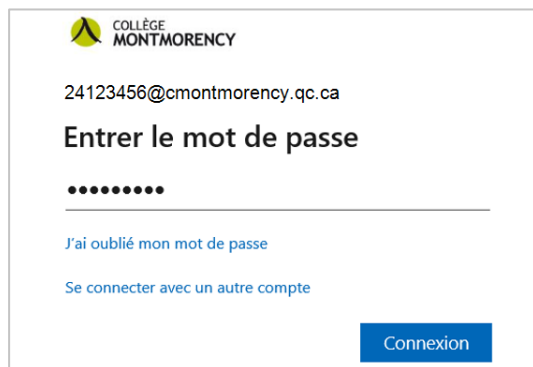 COLLÈGE
MONTMORENCY
24123456@cmontmorency.qc.ca
Entrer le mot de passe
•••••••••
J'ai oublié mon mot de passe
Se connecter avec un autre compte
Connexion